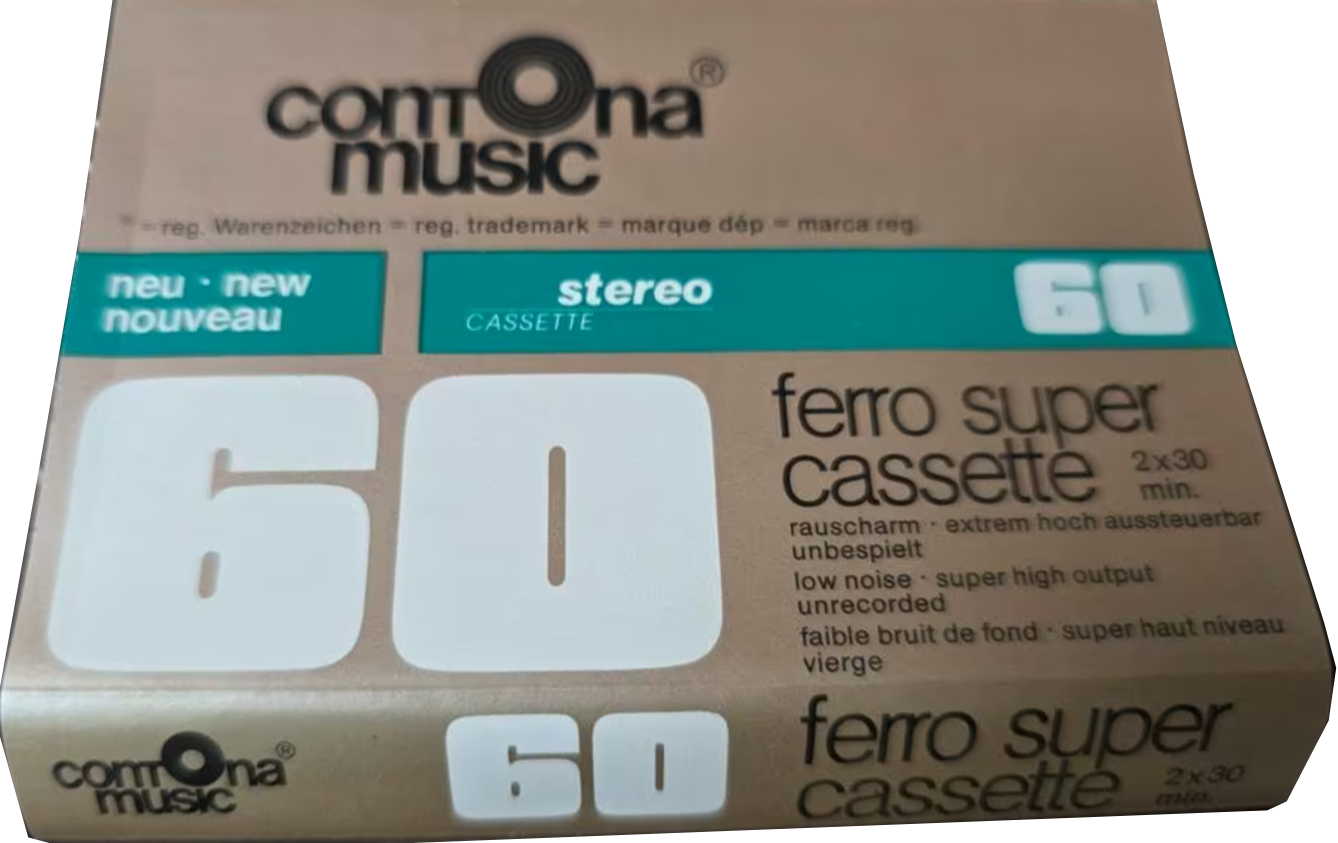 contOna®
music
® = reg. Warenzeichen = reg. trademark = marque dép = marca reg.
neu · new
nouveau
stereo
CASSETTE
60
60
ferro super
cassette 2x30
min.
rauscharm · extrem hoch aussteuerbar
unbespielt
low noise · super high output
unrecorded
faible bruit de fond · super haut niveau
vierge
contOna®
music
60
ferro super
cassette 2x30
min.